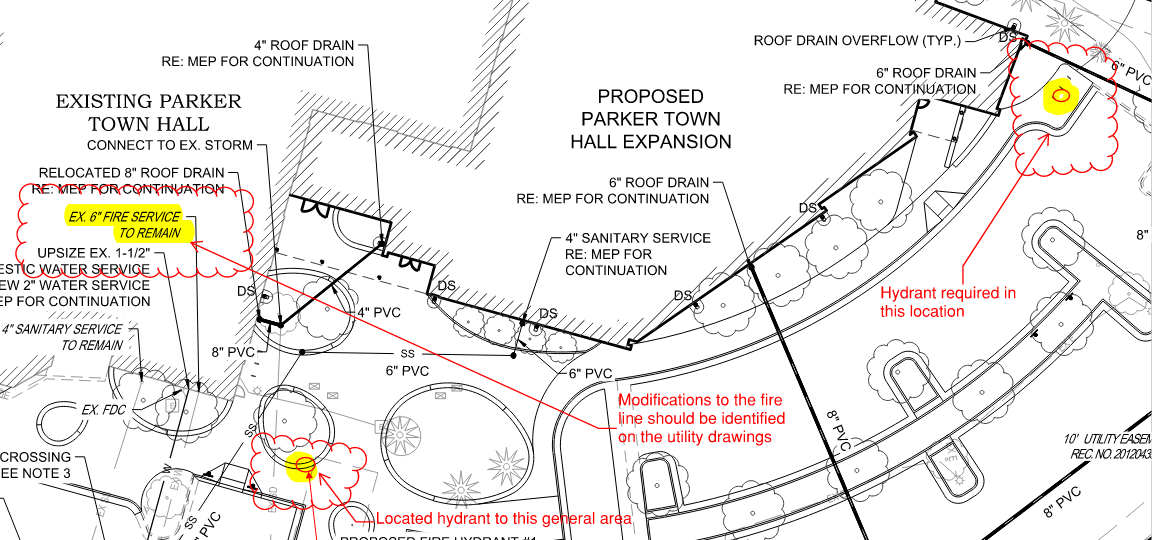 4" ROOF DRAIN
RE: MEP FOR CONTINUATION
EXISTING PARKER
TOWN HALL
CONNECT TO EX. STORM
RELOCATED 8" ROOF DRAIN
RE: MEP FOR CONTINUATION
EX. 6" FIRE SERVICE
TO REMAIN
UPSIZE EX. 1-1/2"
ESTIC WATER SERVICE
EW 2" WATER SERVICE
EP FOR CONTINUATION
4" SANITARY SERVICE
TO REMAIN
EX. FDC
CROSSING
EE NOTE 3
PROPOSED
PARKER TOWN
HALL EXPANSION
ROOF DRAIN OVERFLOW (TYP.)
6" ROOF DRAIN
RE: MEP FOR CONTINUATION
6" ROOF DRAIN
RE: MEP FOR CONTINUATION
4" SANITARY SERVICE
RE: MEP FOR
CONTINUATION
DS
DS
DS
DS
DS
DS
4" PVC
8" PVC
SS
6" PVC
6" PVC
6" PVC
8" PVC
8" PVC
8"
SS
SS
W
" PVC
Hydrant required in
this location
Modifications to the fire
line should be identified
on the utility drawings
Located hydrant to this general area
PROPOSED FIRE HYDRANT #1
10' UTILITY EASEM
REC. NO. 2012043